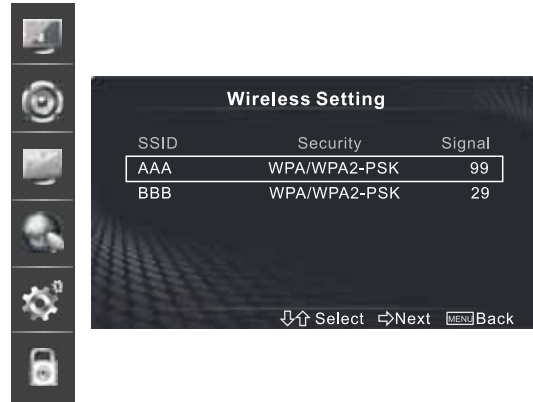 Wireless Setting
SSID Security Signal
AAA WPA/WPA2-PSK 99
BBB WPA/WPA2-PSK 29
Select Next MENU Back